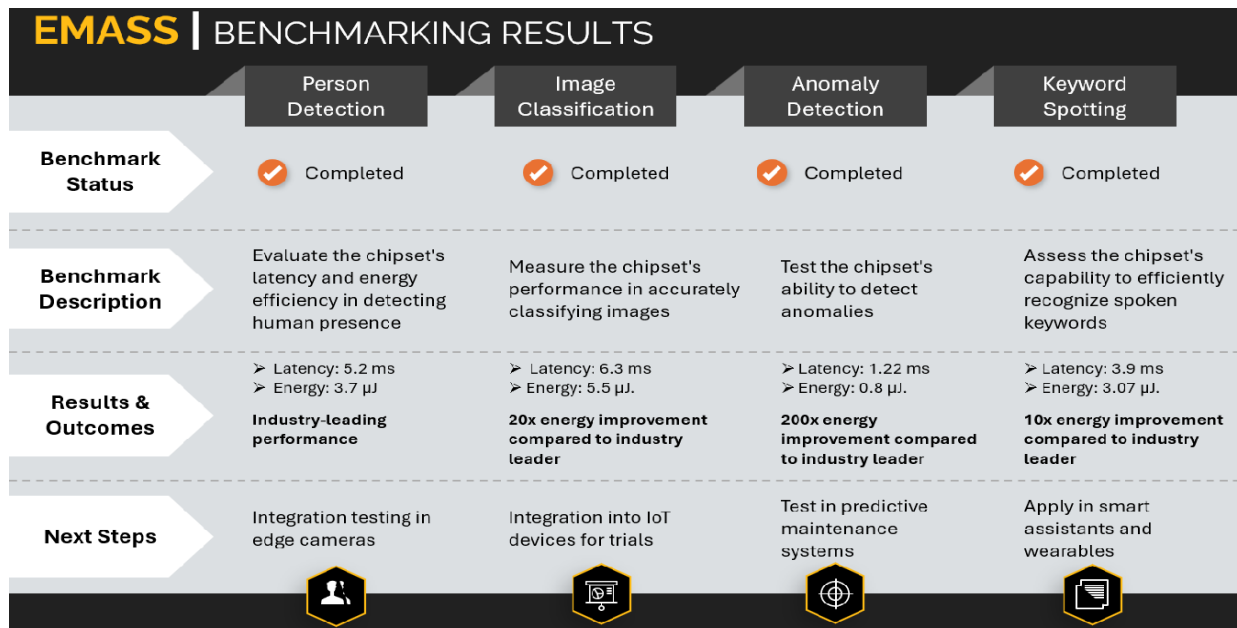 EMASS | BENCHMARKING RESULTS
Person
Detection
Image
Classification
Anomaly
Detection
Keyword
Spotting
Benchmark
Status
Completed
Completed
Completed
Completed
Benchmark
Description
Evaluate the chipset's
latency and energy
efficiency in detecting
human presence
Measure the chipset's
performance in accurately
classifying images
Test the chipset's
ability to detect
anomalies
Assess the chipset's
capability to efficiently
recognize spoken
keywords
Results &
Outcomes
➢ Latency: 5.2 ms
➢ Energy: 3.7 µJ
Industry-leading
performance
➢ Latency: 6.3 ms
➢ Energy: 5.5 µJ.
20x energy improvement
compared to industry
leader
➢ Latency: 1.22 ms
➢ Energy: 0.8 µJ.
200x energy
improvement compared
to industry leader
➢ Latency: 3.9 ms
➢ Energy: 3.07 µJ.
10x energy improvement
compared to industry
leader
Next Steps
Integration testing in
edge cameras
Integration into IoT
devices for trials
Test in predictive
maintenance
systems
Apply in smart
assistants and
wearables